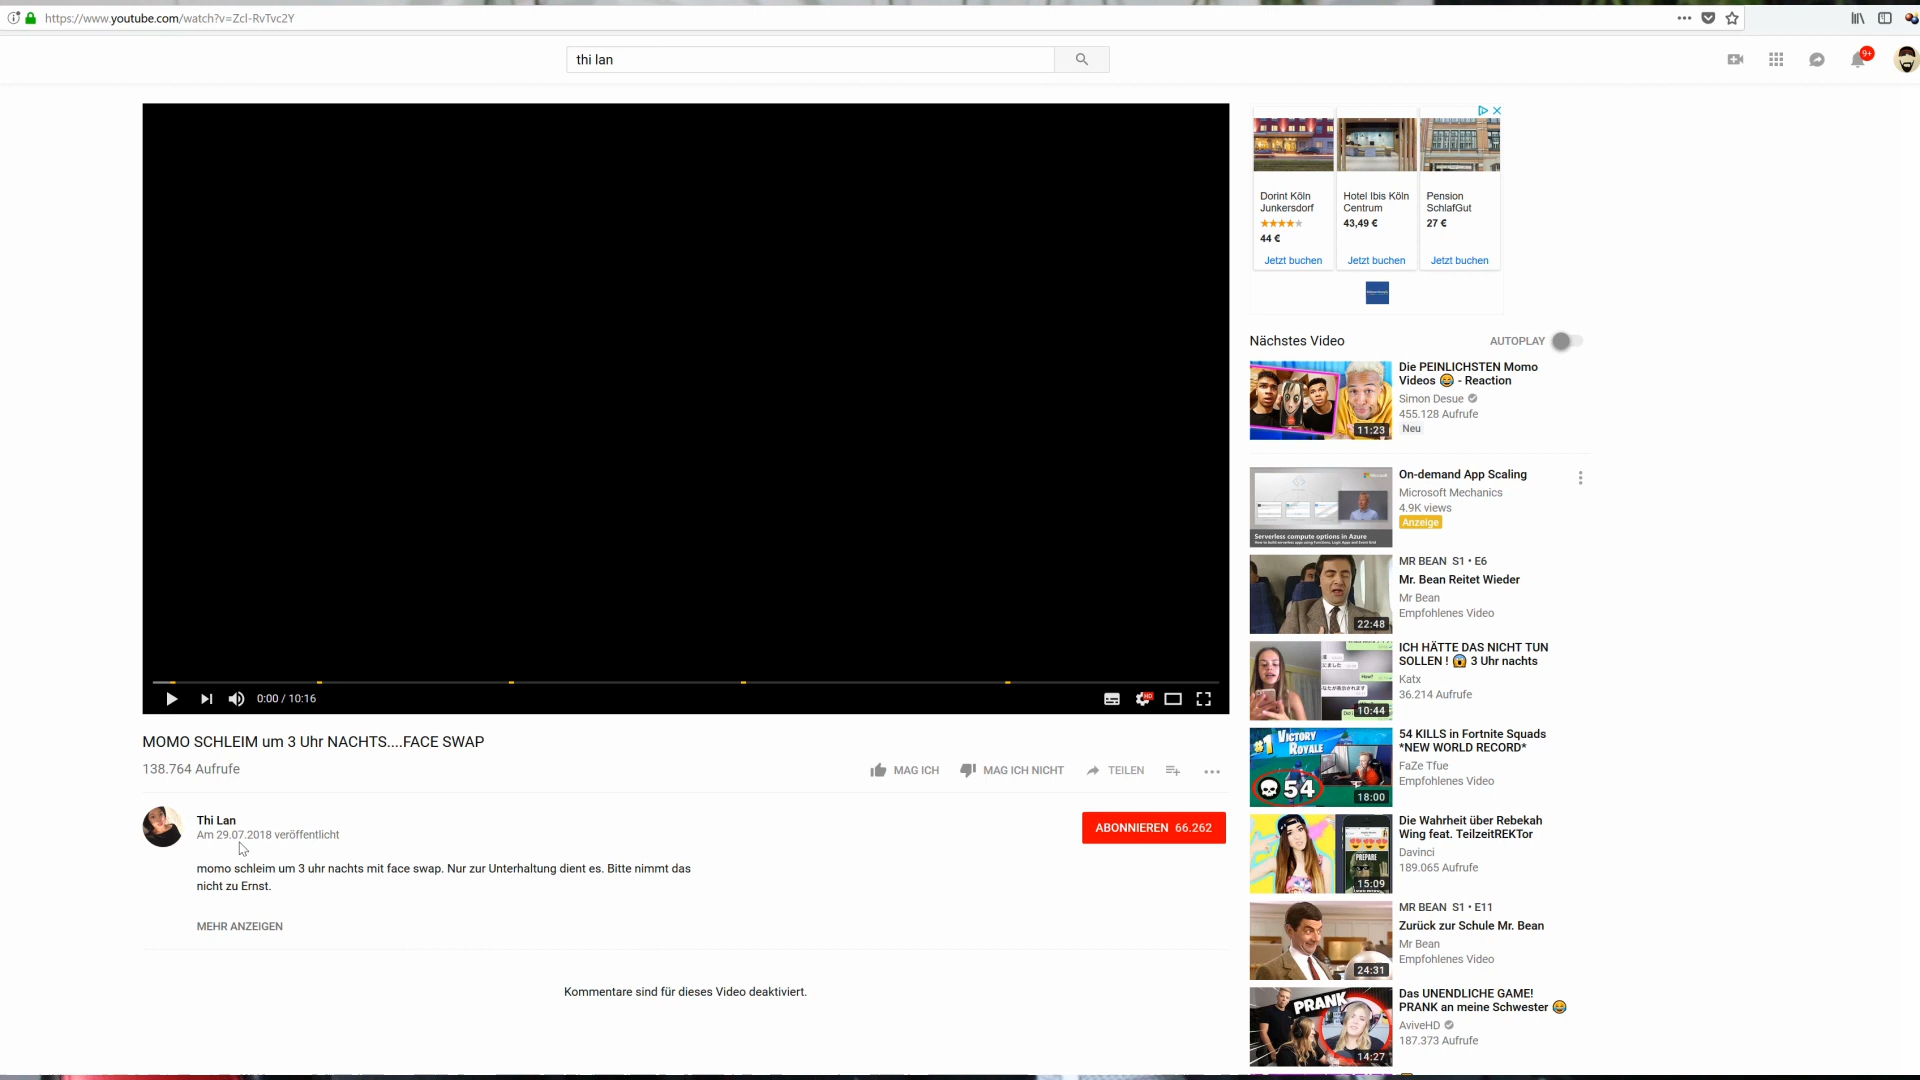 https://www.youtube.com/watch?v=Zcl-RvTvc2Y
thi lan
9+
Dorint Köln
Junkersdorf
44 €
Jetzt buchen
Hotel Ibis Köln
Centrum
43,49 €
Jetzt buchen
Pension
SchlafGut
27 €
Jetzt buchen
Nächstes Video
AUTOPLAY
Die PEINLICHSTEN Momo
Videos 😂 - Reaction
Simon Desue
455.128 Aufrufe
Neu
11:23
On-demand App Scaling
Microsoft Mechanics
4.9K views
Anzeige
Serverless compute options in Azure
MR BEAN S1 • E6
Mr. Bean Reitet Wieder
Mr Bean
Empfohlenes Video
22:48
ICH HÄTTE DAS NICHT TUN
SOLLEN ! 😱 3 Uhr nachts
Katx
36.214 Aufrufe
10:44
54 KILLS in Fortnite Squads
*NEW WORLD RECORD*
FaZe Tfue
Empfohlenes Video
#1 VICTORY
ROYALE
54
18:00
Die Wahrheit über Rebekah
Wing feat. TeilzeitREKTor
Davinci
189.065 Aufrufe
PREPARE
15:09
MR BEAN S1 • E11
Zurück zur Schule Mr. Bean
Mr Bean
Empfohlenes Video
24:31
Das UNENDLICHE GAME!
PRANK an meine Schwester 😂
AviveHD
187.373 Aufrufe
PRANK
14:27
0:00 / 10:16
HD
MOMO SCHLEIM um 3 Uhr NACHTS....FACE SWAP
138.764 Aufrufe
MAG ICH
MAG ICH NICHT
TEILEN
Thi Lan
Am 29.07.2018 veröffentlicht
ABONNIEREN 66.262
momo schleim um 3 uhr nachts mit face swap. Nur zur Unterhaltung dient es. Bitte nimmt das
nicht zu Ernst.
MEHR ANZEIGEN
Kommentare sind für dieses Video deaktiviert.